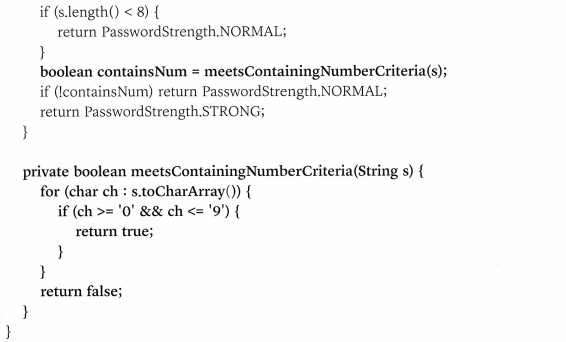 if (s.length() < 8) {
return PasswordStrength.NORMAL;
}
boolean containsNum = meetsContainingNumberCriteria(s);
if (!containsNum) return PasswordStrength.NORMAL;
return PasswordStrength.STRONG;
}
private boolean meetsContainingNumberCriteria(String s) {
for (char ch : s.toCharArray()) {
if (ch >= '0' && ch <= '9') {
return true;
}
}
return false;
}
}